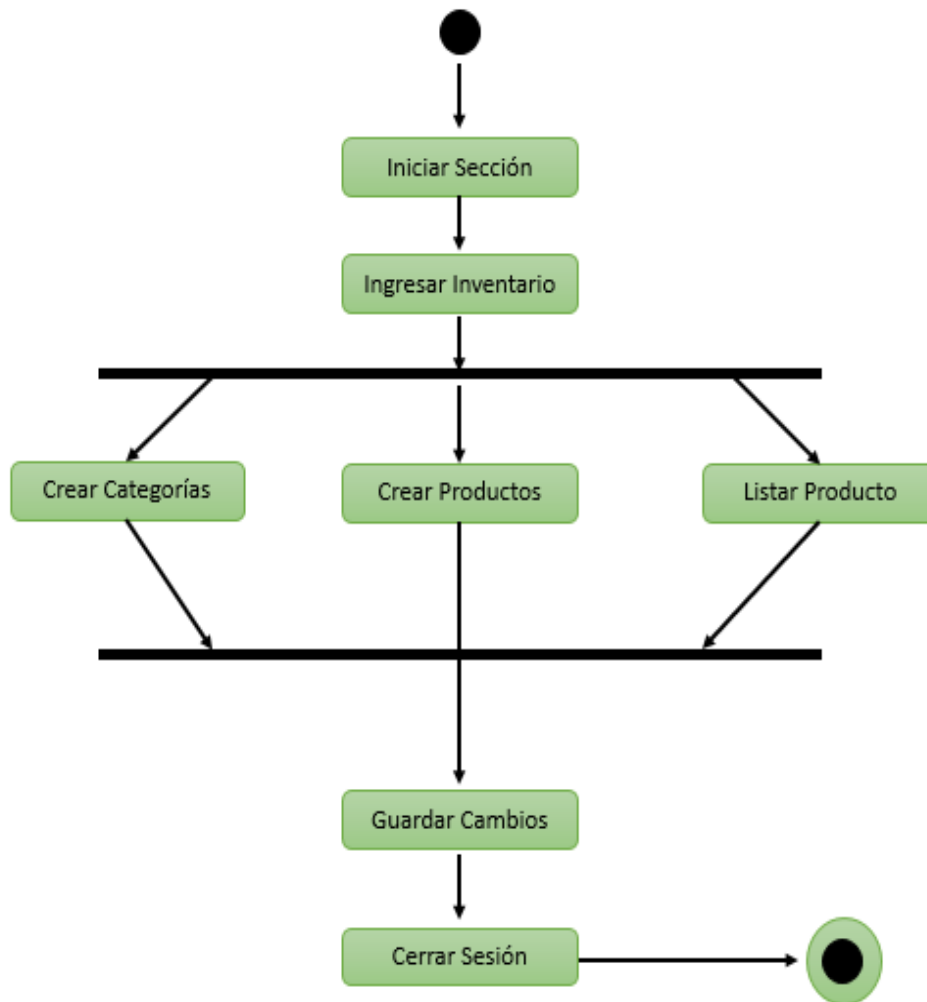 Iniciar Sección
Ingresar Inventario
Crear Categorías
Crear Productos
Listar Producto
Guardar Cambios
Cerrar Sesión